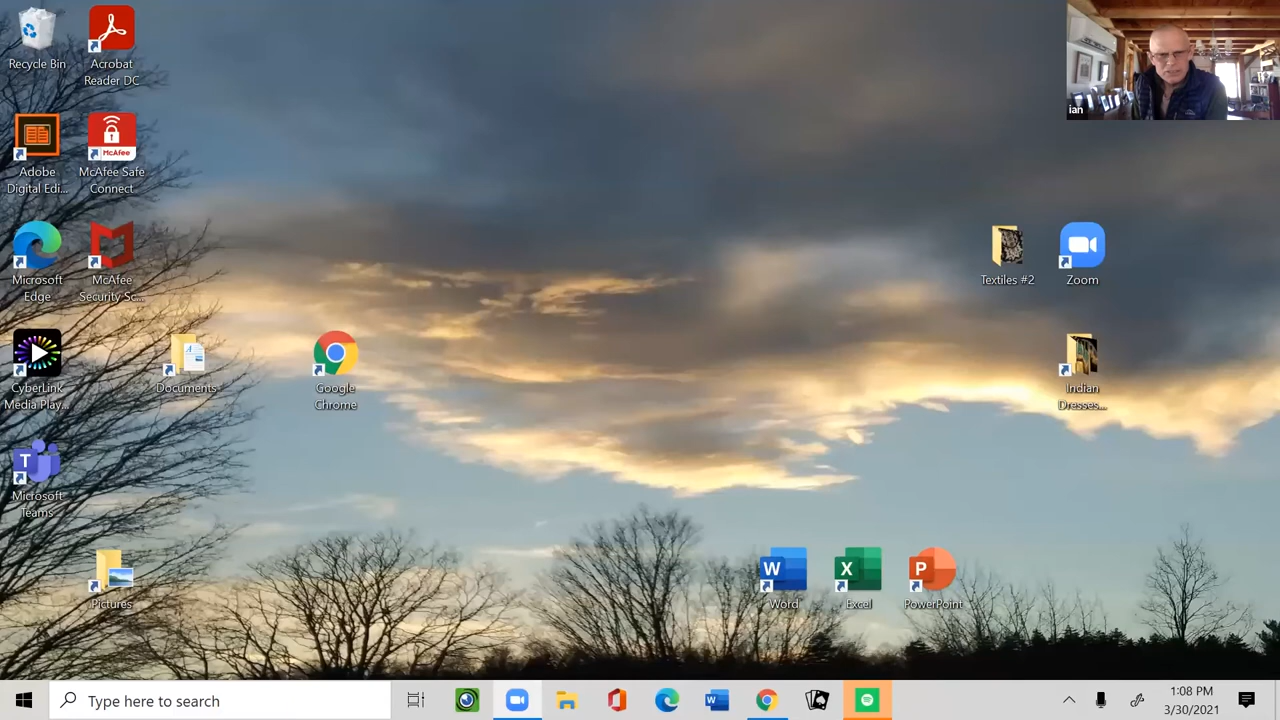 Recycle Bin
Acrobat
Reader DC
ian
Adobe
Digital Edi...
McAfee
McAfee Safe
Connect
Microsoft
Edge
McAfee
Security Sc...
Textiles #2
Zoom
CyberLink
Media Play...
Documents
Google
Chrome
Indian
Dresses...
T
Microsoft
Teams
Pictures
W
Word
X
Excel
P
PowerPoint
Type here to search
W
1:08 PM
3/30/2021